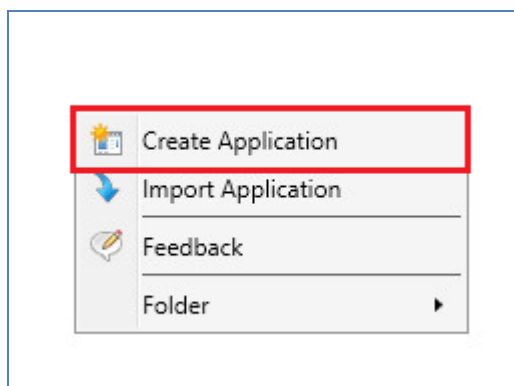 Create Application
Import Application
Feedback
Folder